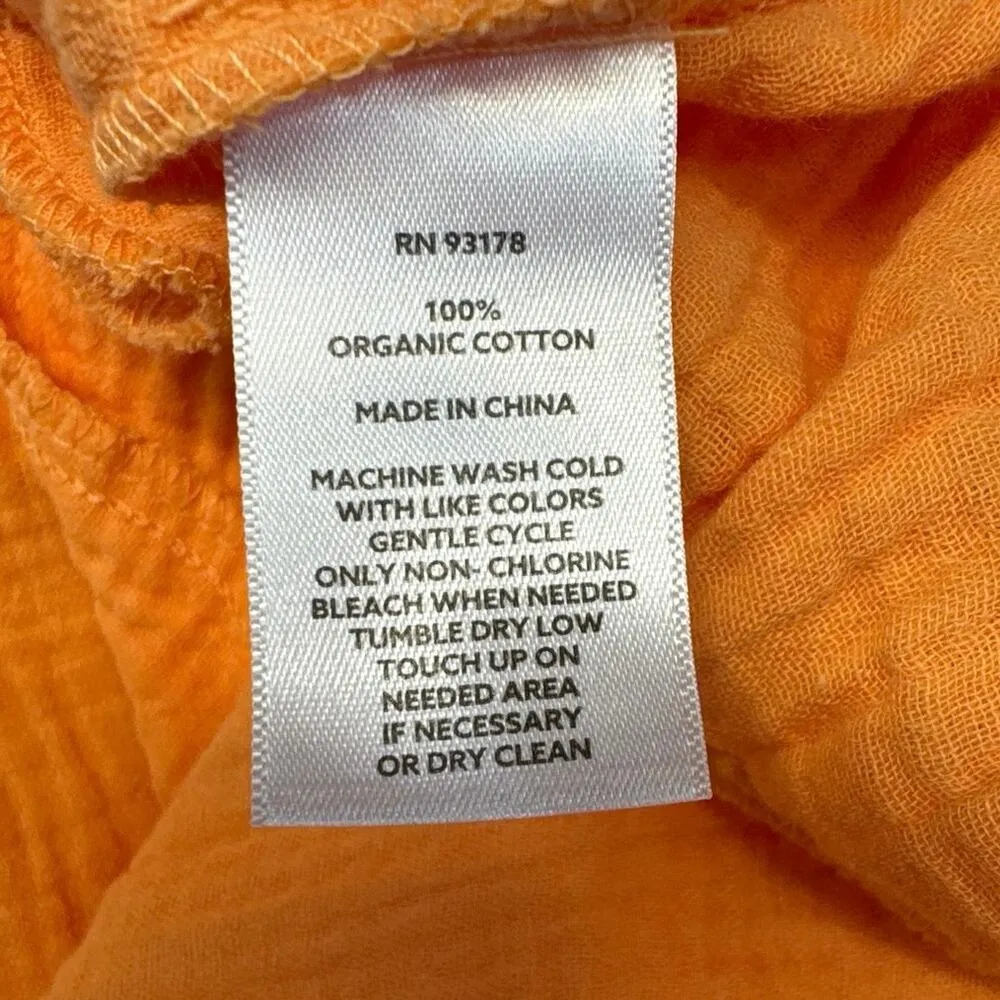 RN 93178
100%
ORGANIC COTTON
MADE IN CHINA
MACHINE WASH COLD
WITH LIKE COLORS
GENTLE CYCLE
ONLY NON- CHLORINE
BLEACH WHEN NEEDED
TUMBLE DRY LOW
TOUCH UP ON
NEEDED AREA
IF NECESSARY
OR DRY CLEAN